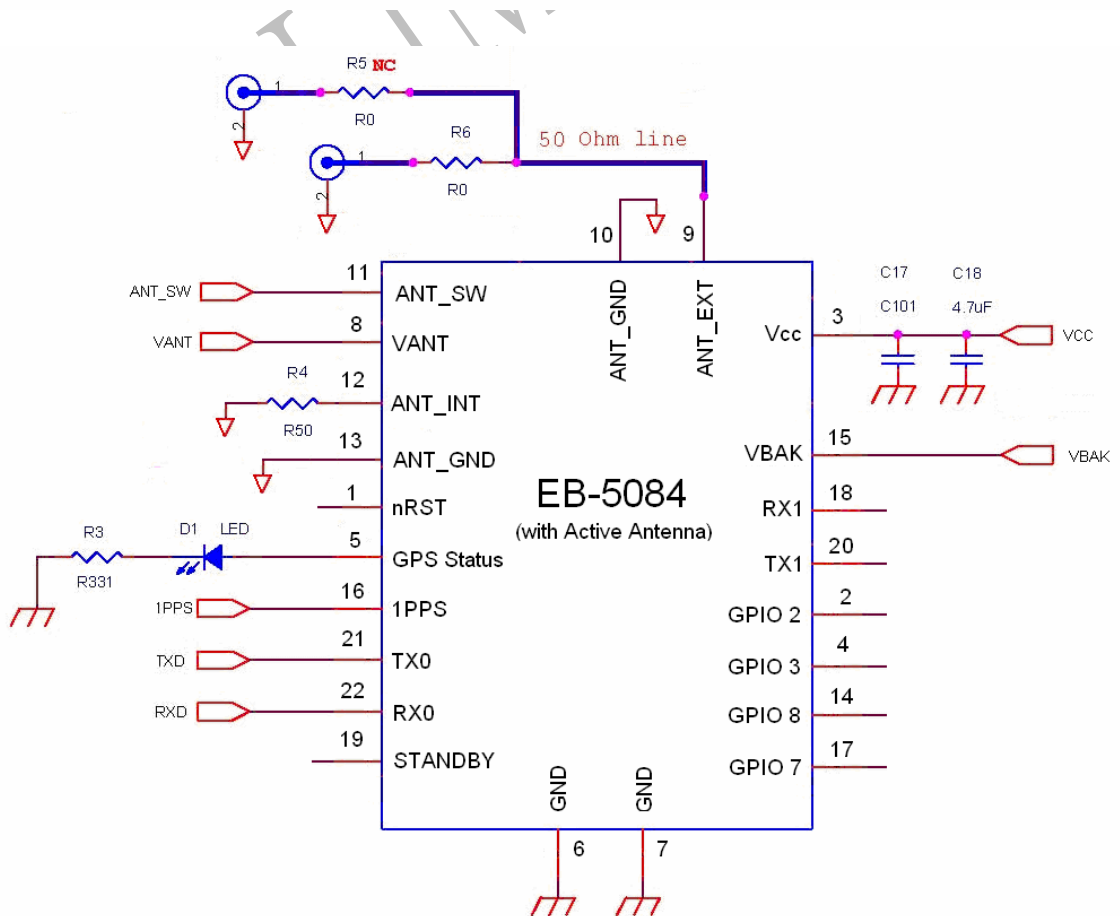 R5 NC
1
R0
2
R6
1
R0
2
50 Ohm line
10
9
11
ANT_SW
ANT_SW
ANT_GND
ANT_EXT
C17
C18
C101
4.7uF
3
Vcc
VCC
8
VANT
VANT
R4
12
ANT_INT
R50
13
ANT_GND
15
VBAK
VBAK
EB-5084
(with Active Antenna)
1
nRST
18
RX1
R3
D1
LED
5
GPS Status
R331
20
TX1
1PPS
16
1PPS
2
GPIO 2
TXD
21
TX0
4
GPIO 3
RXD
22
RX0
14
GPIO 8
19
STANDBY
17
GPIO 7
GND
GND
6
7